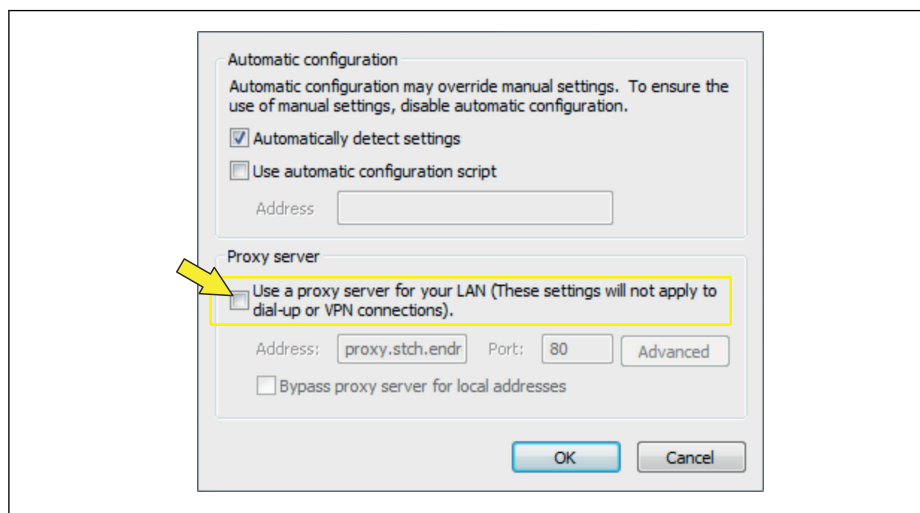 Automatic configuration
Automatic configuration may override manual settings. To ensure the
use of manual settings, disable automatic configuration.
Automatically detect settings
Use automatic configuration script
Address
Proxy server
Use a proxy server for your LAN (These settings will not apply to
dial-up or VPN connections).
Address: proxy.stch.endr Port: 80 Advanced
Bypass proxy server for local addresses
OK Cancel